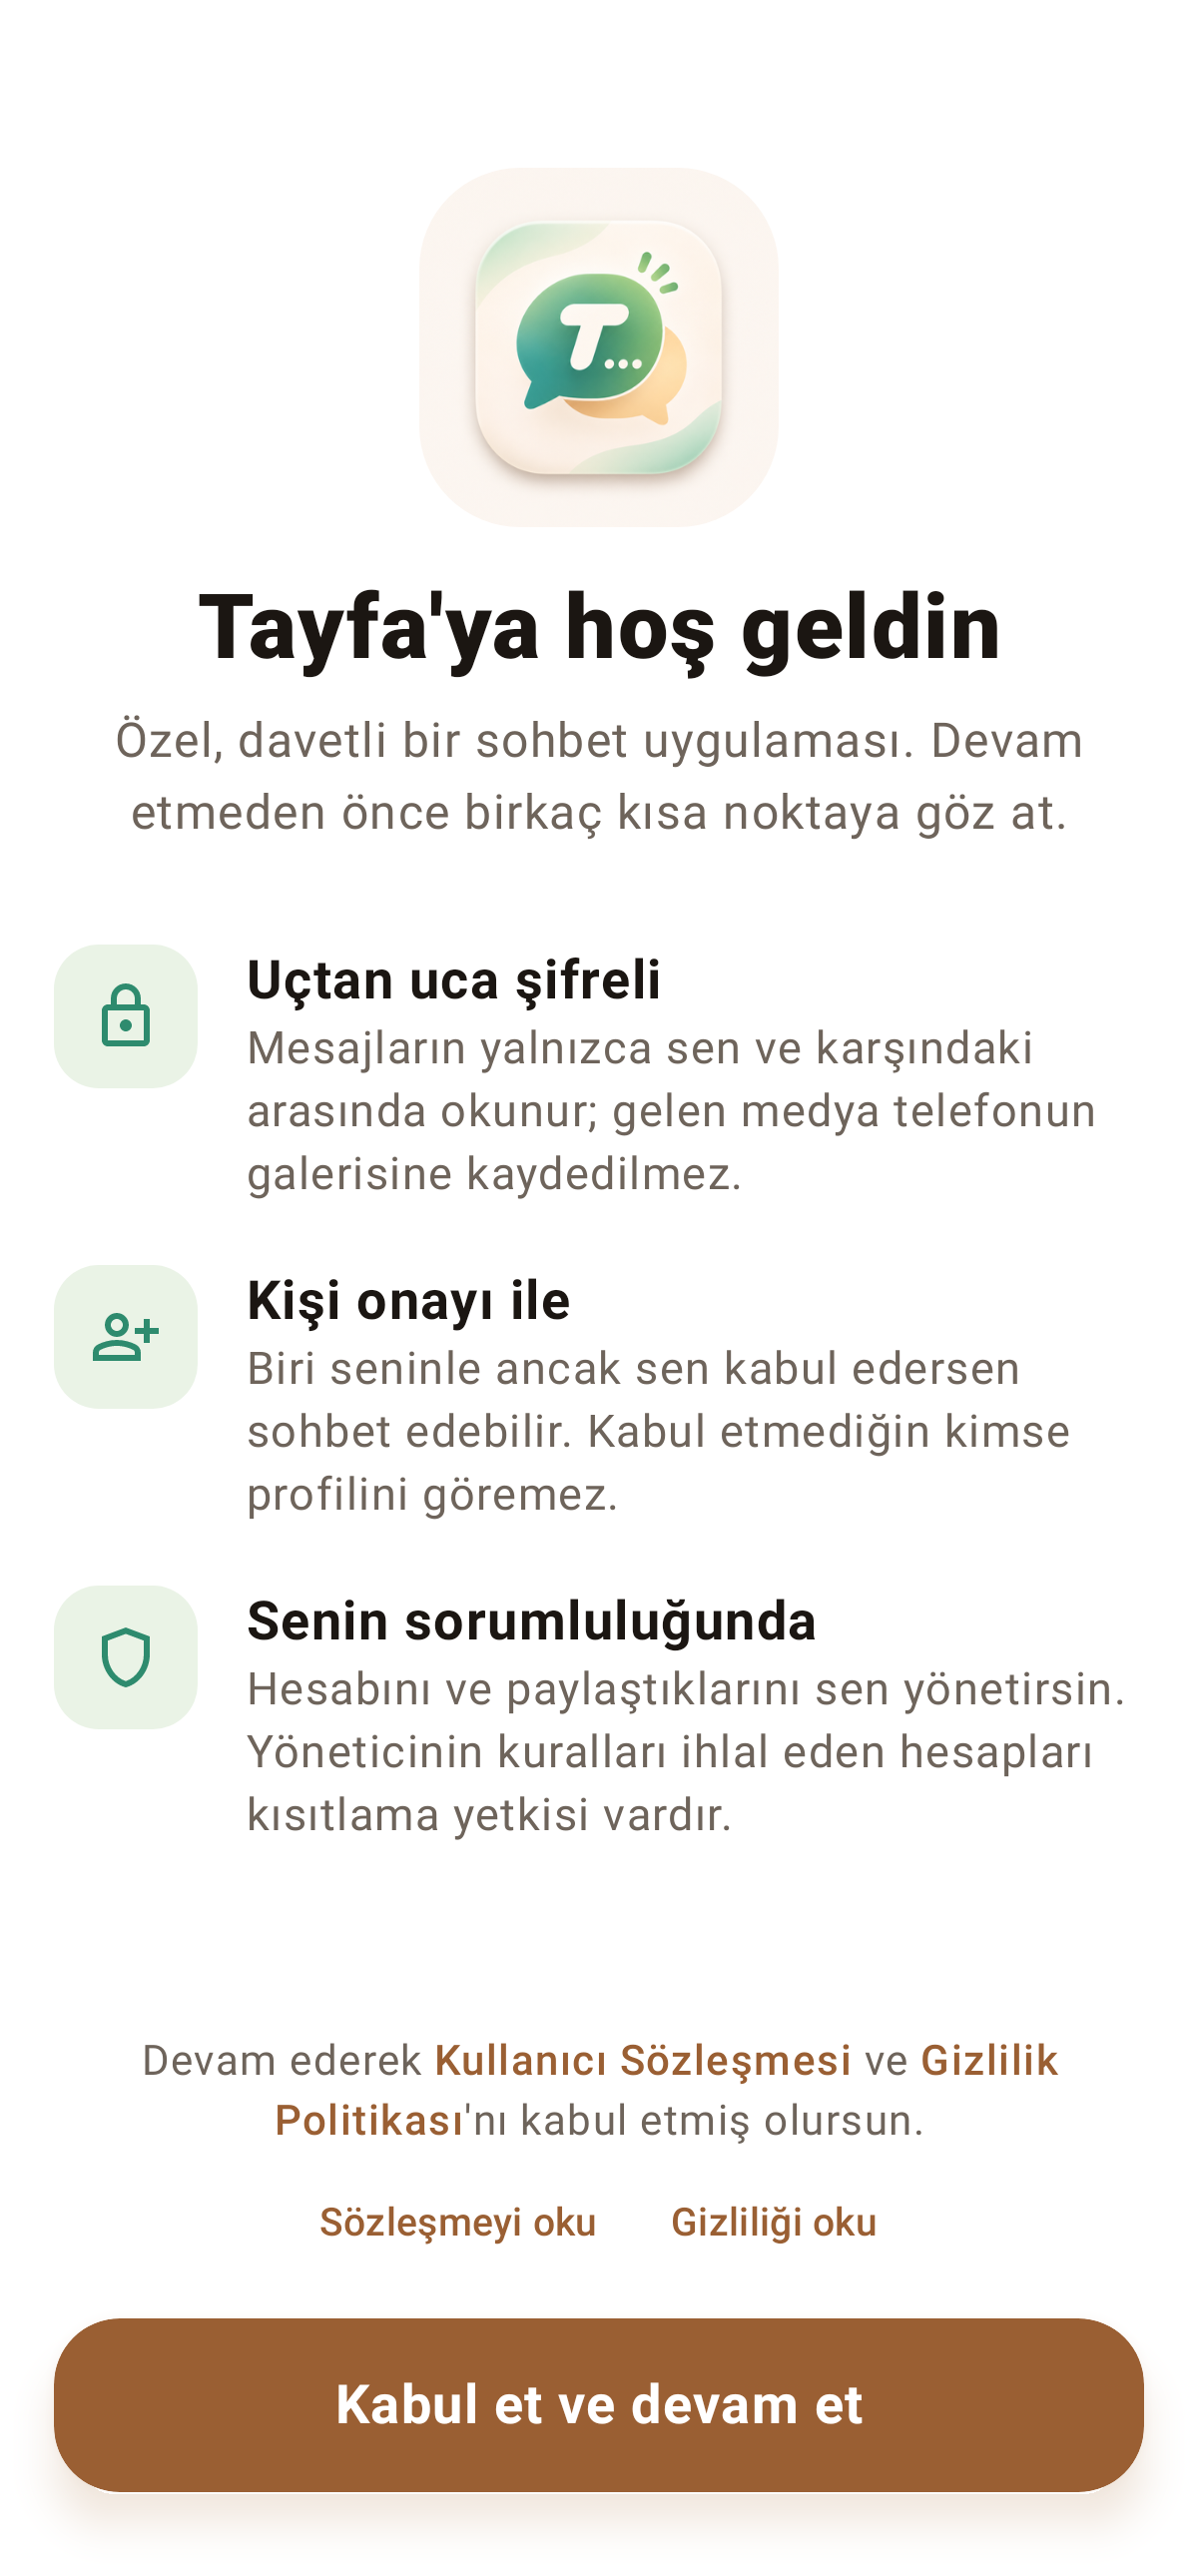 T...
Tayfa'ya hoş geldin
Özel, davetli bir sohbet uygulaması. Devam
etmeden önce birkaç kısa noktaya göz at.
Uçtan uca şifreli
Mesajların yalnızca sen ve karşındaki
arasında okunur; gelen medya telefonun
galerisine kaydedilmez.
Kişi onayı ile
Biri seninle ancak sen kabul edersen
sohbet edebilir. Kabul etmediğin kimse
profilini göremez.
Senin sorumluluğunda
Hesabını ve paylaştıklarını sen yönetirsin.
Yöneticinin kuralları ihlal eden hesapları
kısıtlama yetkisi vardır.
Devam ederek Kullanıcı Sözleşmesi ve Gizlilik
Politikası'nı kabul etmiş olursun.
Sözleşmeyi oku Gizliliği oku
Kabul et ve devam et